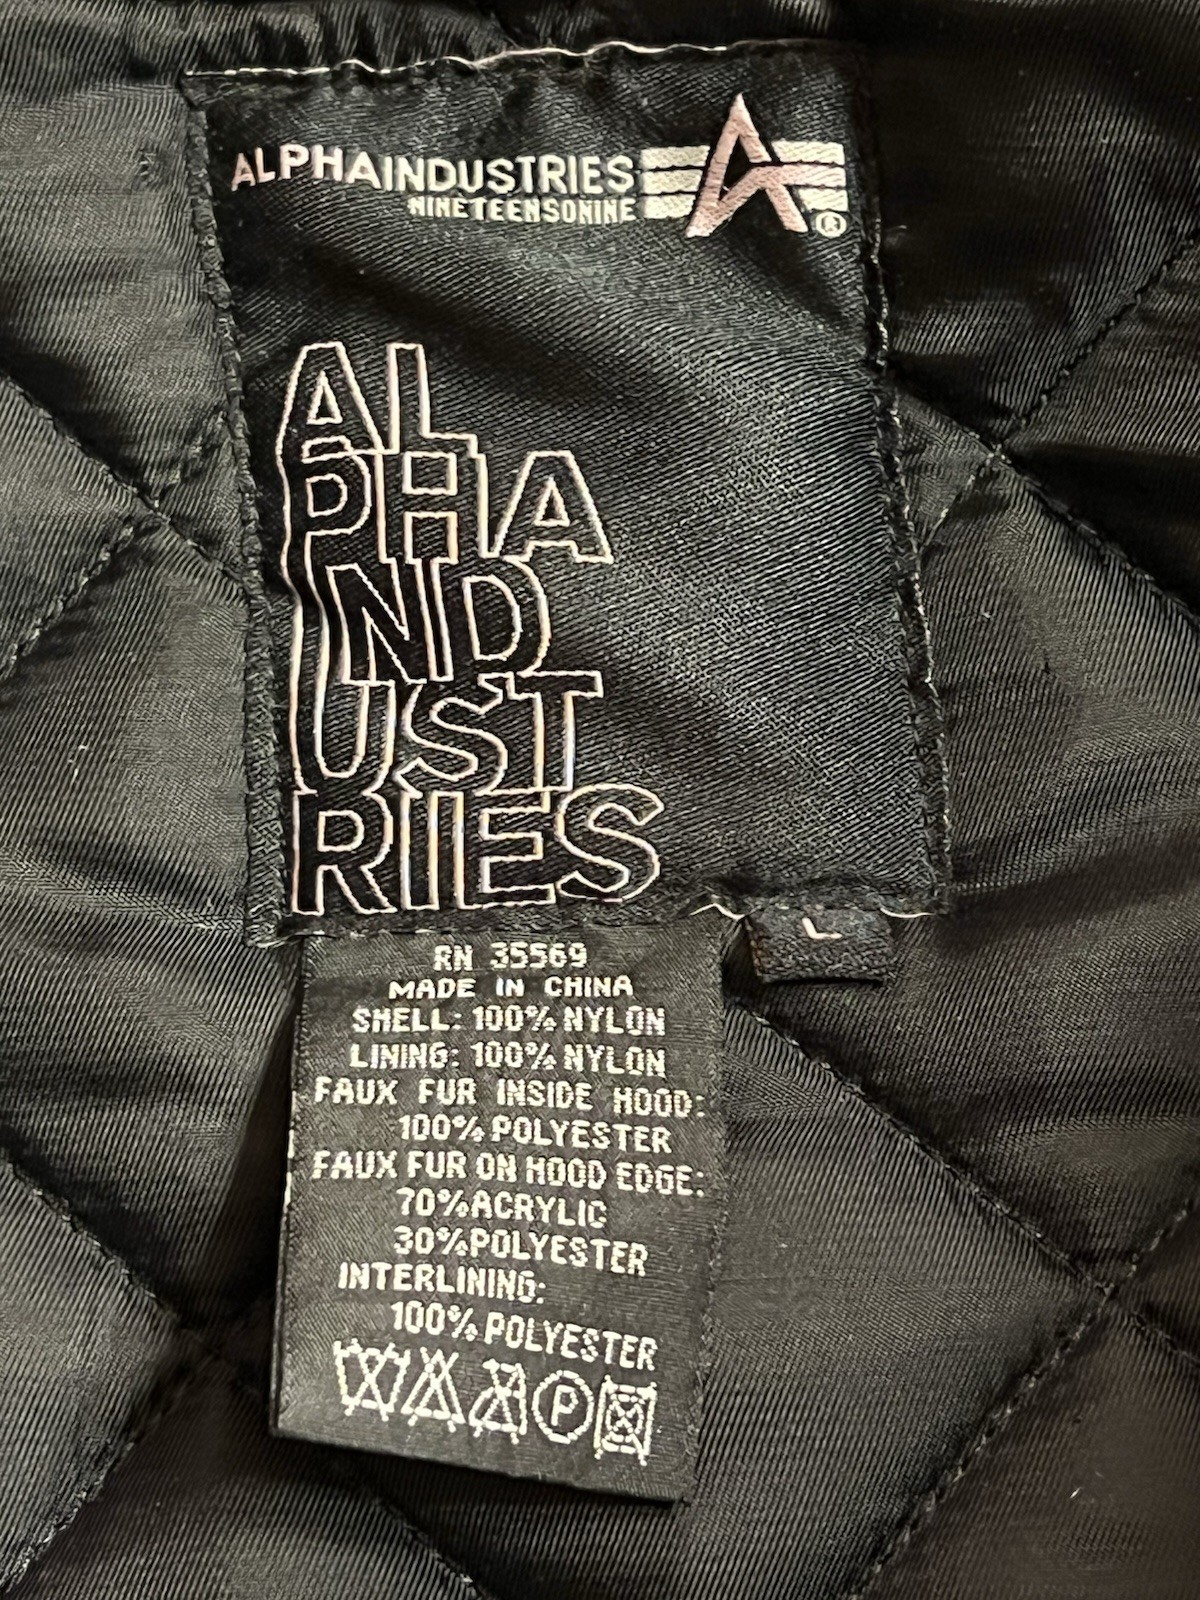 ALPHAINDUSTRIES
NINETEEN5ONINE
®
AL
PHA
IND
UST
RIES
L
RN 35569
MADE IN CHINA
SHELL: 100% NYLON
LINING: 100% NYLON
FAUX FUR INSIDE HOOD:
100% POLYESTER
FAUX FUR ON HOOD EDGE:
70%ACRYLIC
30%POLYESTER
INTERLINING:
100% POLYESTER
P